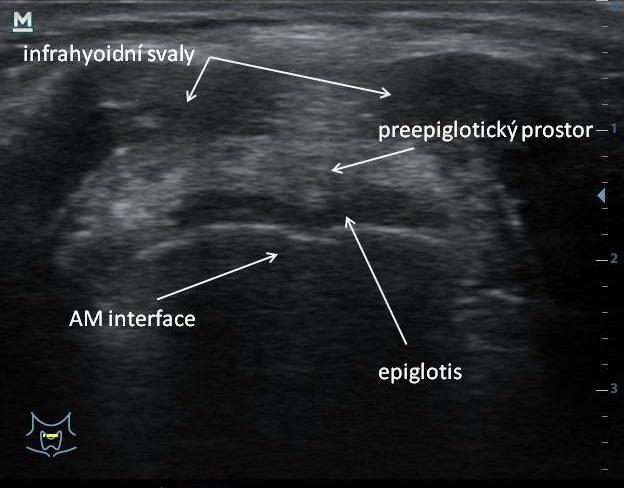 M
infrahyoidní svaly
preepiglotický prostor
1
2
AM interface
epiglotis
3